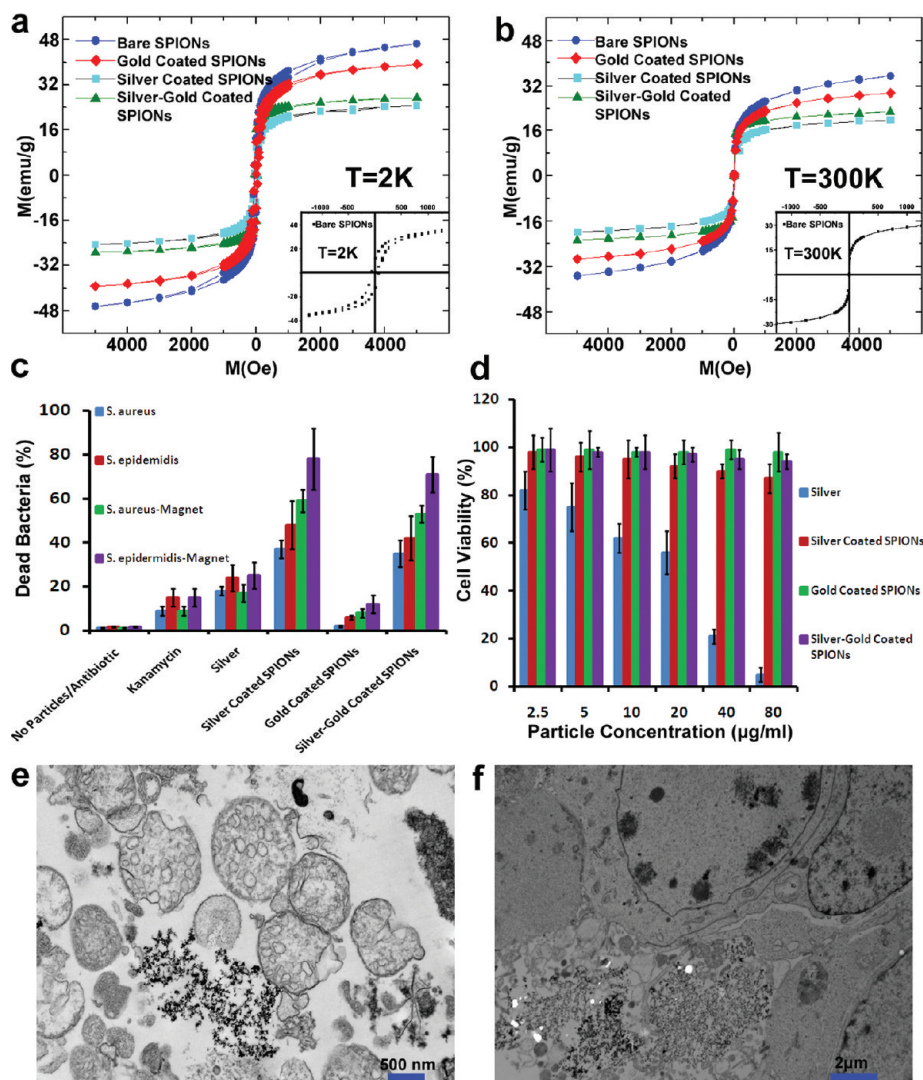 a
48
32
16
0
-16
-32
-48
M(emu/g)
Bare SPIONs
Gold Coated SPIONs
Silver Coated SPIONs
Silver-Gold Coated
SPIONs
T=2K
-1000 -500 0 500 1000
Bare SPIONs
T=2K
40
20
-20
-40
4000 2000 0 2000 4000
M(Oe)
b
48
32
16
0
-16
-32
-48
M(emu/g)
Bare SPIONs
Gold Coated SPIONs
Silver Coated SPIONs
Silver-Gold Coated
SPIONs
T=300K
-1000 -500 0 500 1000
Bare SPIONs
T=300K
30
15
-15
-30
4000 2000 0 2000 4000
M(Oe)
c
100
80
60
40
20
0
Dead Bacteria (%)
S. aureus
S. epidemidis
S. aureus-Magnet
S. epidermidis-Magnet
No Particles/Antibiotic
Kanamycin
Silver
Silver Coated SPIONs
Gold Coated SPIONs
Silver-Gold Coated SPIONs
d
120
100
80
60
40
20
0
Cell Viability (%)
Silver
Silver Coated SPIONs
Gold Coated SPIONs
Silver-Gold Coated
SPIONs
2.5 5 10 20 40 80
Particle Concentration (µg/ml)
e
500 nm
f
2µm